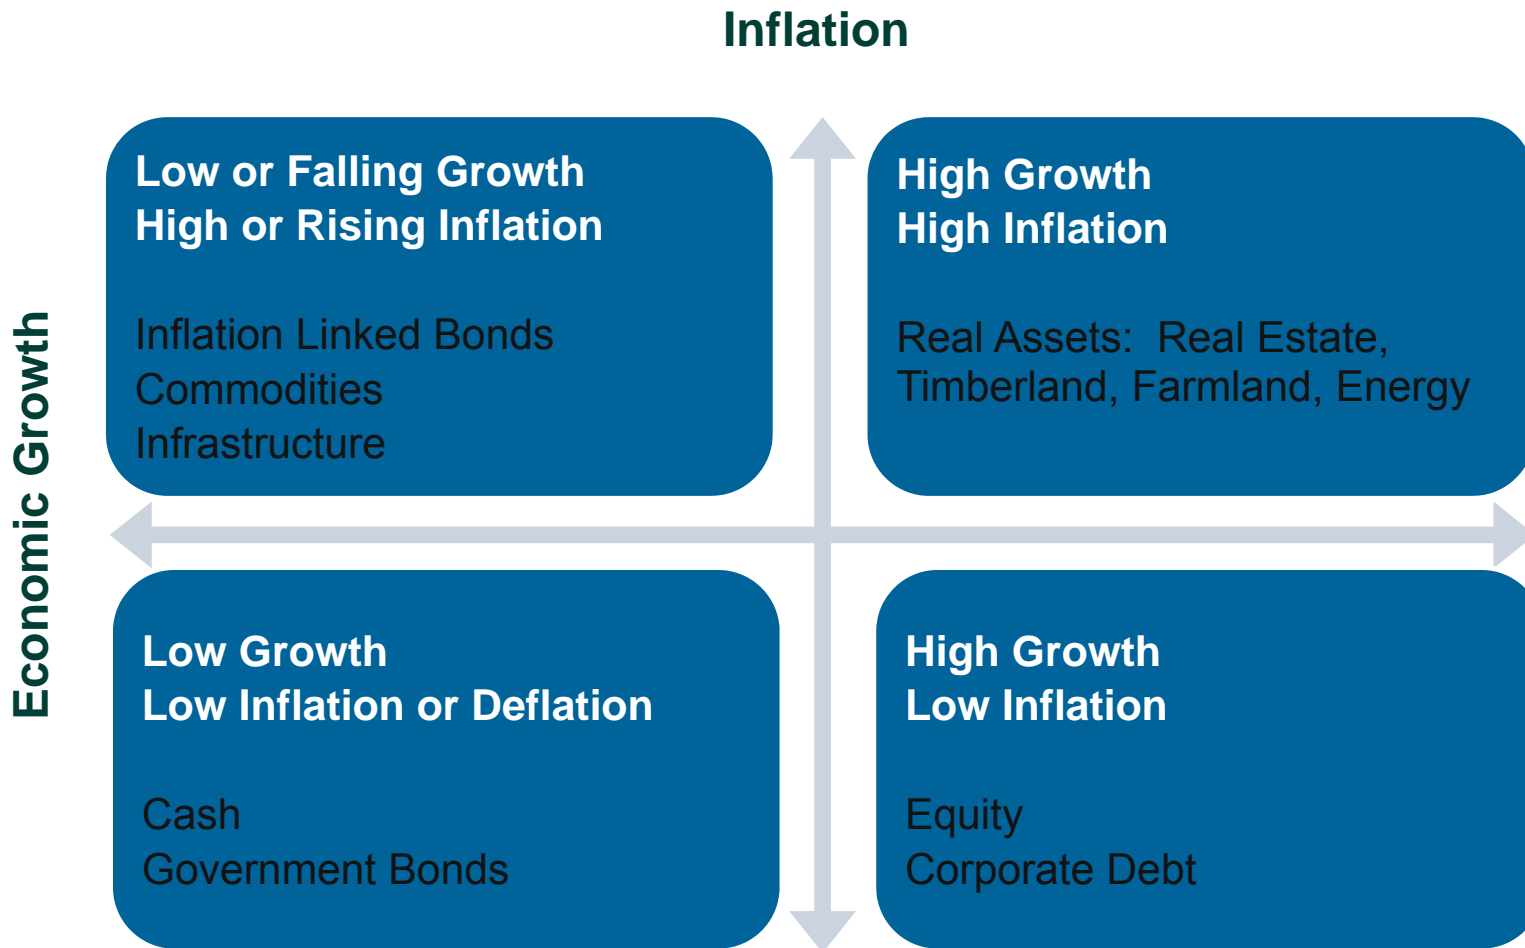 Inflation
Economic Growth
Low or Falling Growth
High or Rising Inflation
Inflation Linked Bonds
Commodities
Infrastructure
High Growth
High Inflation
Real Assets:  Real Estate,
Timberland, Farmland, Energy
Low Growth
Low Inflation or Deflation
Cash
Government Bonds
High Growth
Low Inflation
Equity
Corporate Debt